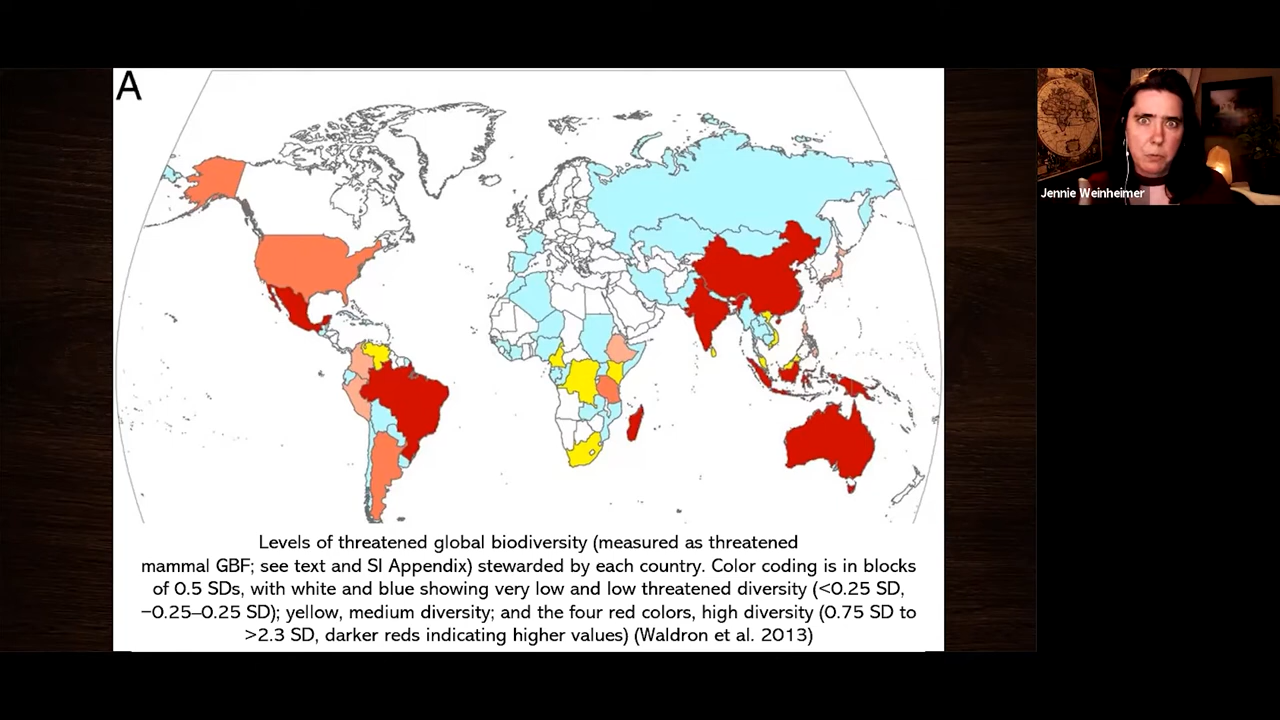 A
Jennie Weinheimer
Levels of threatened global biodiversity (measured as threatened
mammal GBF; see text and SI Appendix) stewarded by each country. Color coding is in blocks
of 0.5 SDs, with white and blue showing very low and low threatened diversity (<0.25 SD,
−0.25–0.25 SD); yellow, medium diversity; and the four red colors, high diversity (0.75 SD to
>2.3 SD, darker reds indicating higher values) (Waldron et al. 2013)